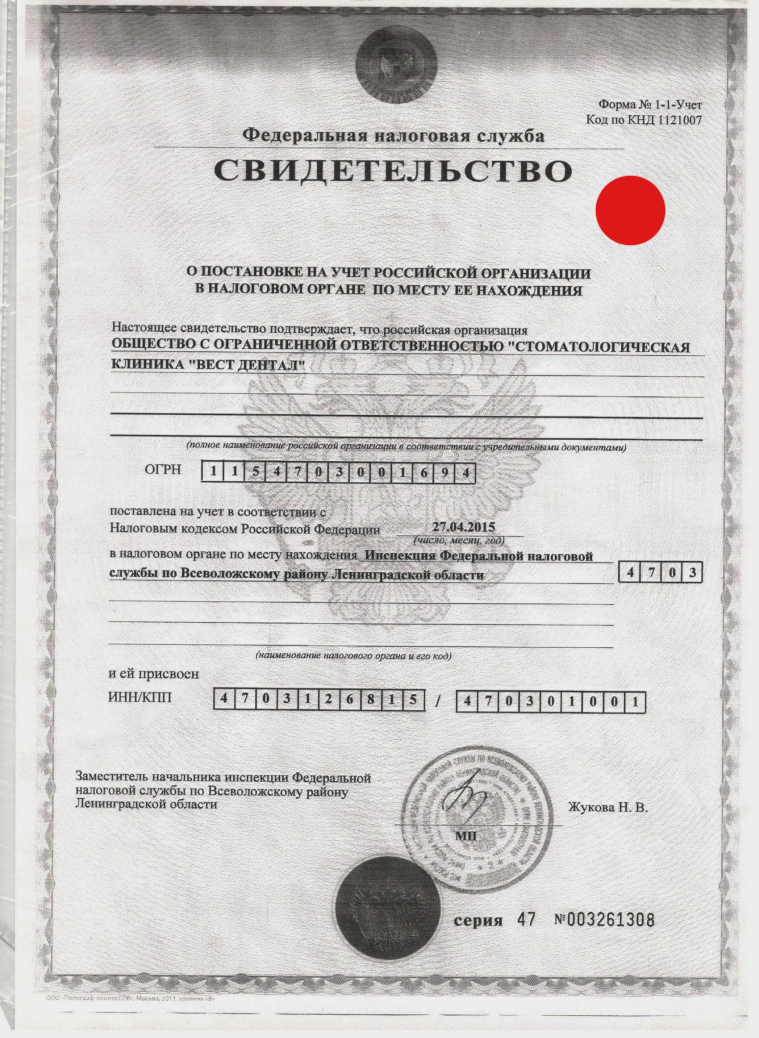 Форма № 1-1-Учет
Код по КНД 1121007
Федеральная налоговая служба
СВИДЕТЕЛЬСТВО
О ПОСТАНОВКЕ НА УЧЕТ РОССИЙСКОЙ ОРГАНИЗАЦИИ
В НАЛОГОВОМ ОРГАНЕ ПО МЕСТУ ЕЕ НАХОЖДЕНИЯ
Настоящее свидетельство подтверждает, что российская организация
ОБЩЕСТВО С ОГРАНИЧЕННОЙ ОТВЕТСТВЕННОСТЬЮ "СТОМАТОЛОГИЧЕСКАЯ
КЛИНИКА "ВЕСТ ДЕНТАЛ"
(полное наименование российской организации в соответствии с учредительными документами)
ОГРН 1 1 5 4 7 0 3 0 0 1 6 9 4
поставлена на учет в соответствии с
Налоговым кодексом Российской Федерации 27.04.2015
(число, месяц, год)
в налоговом органе по месту нахождения Инспекция Федеральной налоговой
службы по Всеволожскому району Ленинградской области 4 7 0 3
(наименование налогового органа и его код)
и ей присвоен
ИНН/КПП 4 7 0 3 1 2 6 8 1 5 / 4 7 0 3 0 1 0 0 1
Заместитель начальника инспекции Федеральной
налоговой службы по Всеволожскому району
Ленинградской области
Жукова Н. В.
МП
серия 47 №003261308
Москва, 2013, уровень «В»